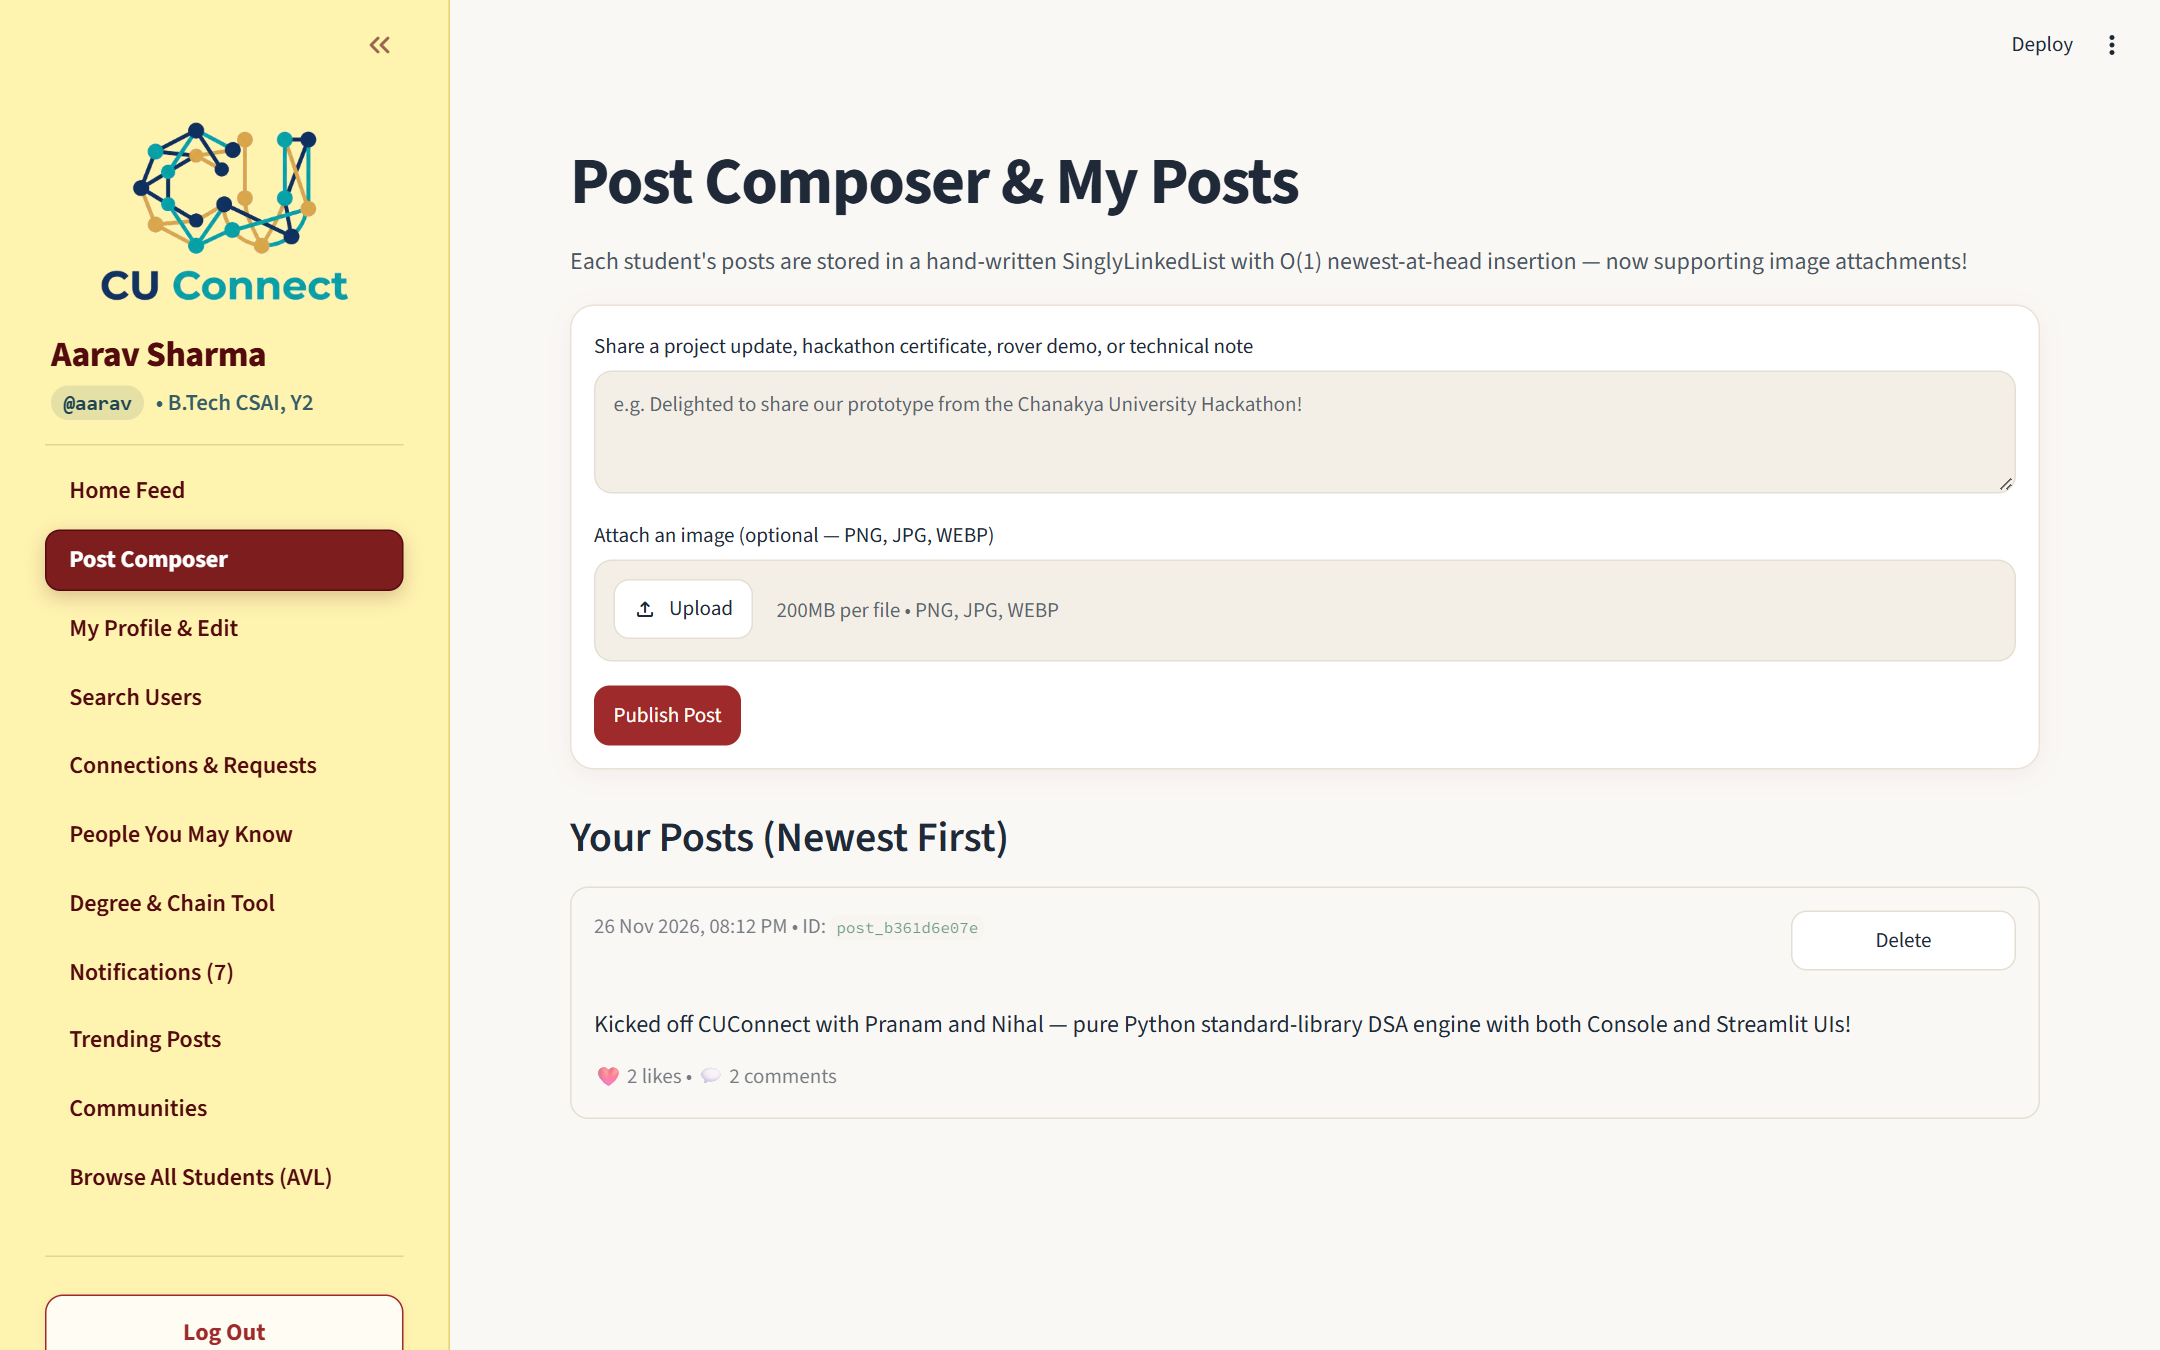 Deploy
CU Connect
Aarav Sharma
@aarav • B.Tech CSAI, Y2
Home Feed
Post Composer
My Profile & Edit
Search Users
Connections & Requests
People You May Know
Degree & Chain Tool
Notifications (7)
Trending Posts
Communities
Browse All Students (AVL)
Log Out
Post Composer & My Posts
Each student's posts are stored in a hand-written SinglyLinkedList with O(1) newest-at-head insertion — now supporting image attachments!
Share a project update, hackathon certificate, rover demo, or technical note
e.g. Delighted to share our prototype from the Chanakya University Hackathon!
Attach an image (optional — PNG, JPG, WEBP)
Upload 200MB per file • PNG, JPG, WEBP
Publish Post
Your Posts (Newest First)
26 Nov 2026, 08:12 PM • ID: post_b361d6e07e
Delete
Kicked off CUConnect with Pranam and Nihal — pure Python standard-library DSA engine with both Console and Streamlit UIs!
2 likes • 2 comments